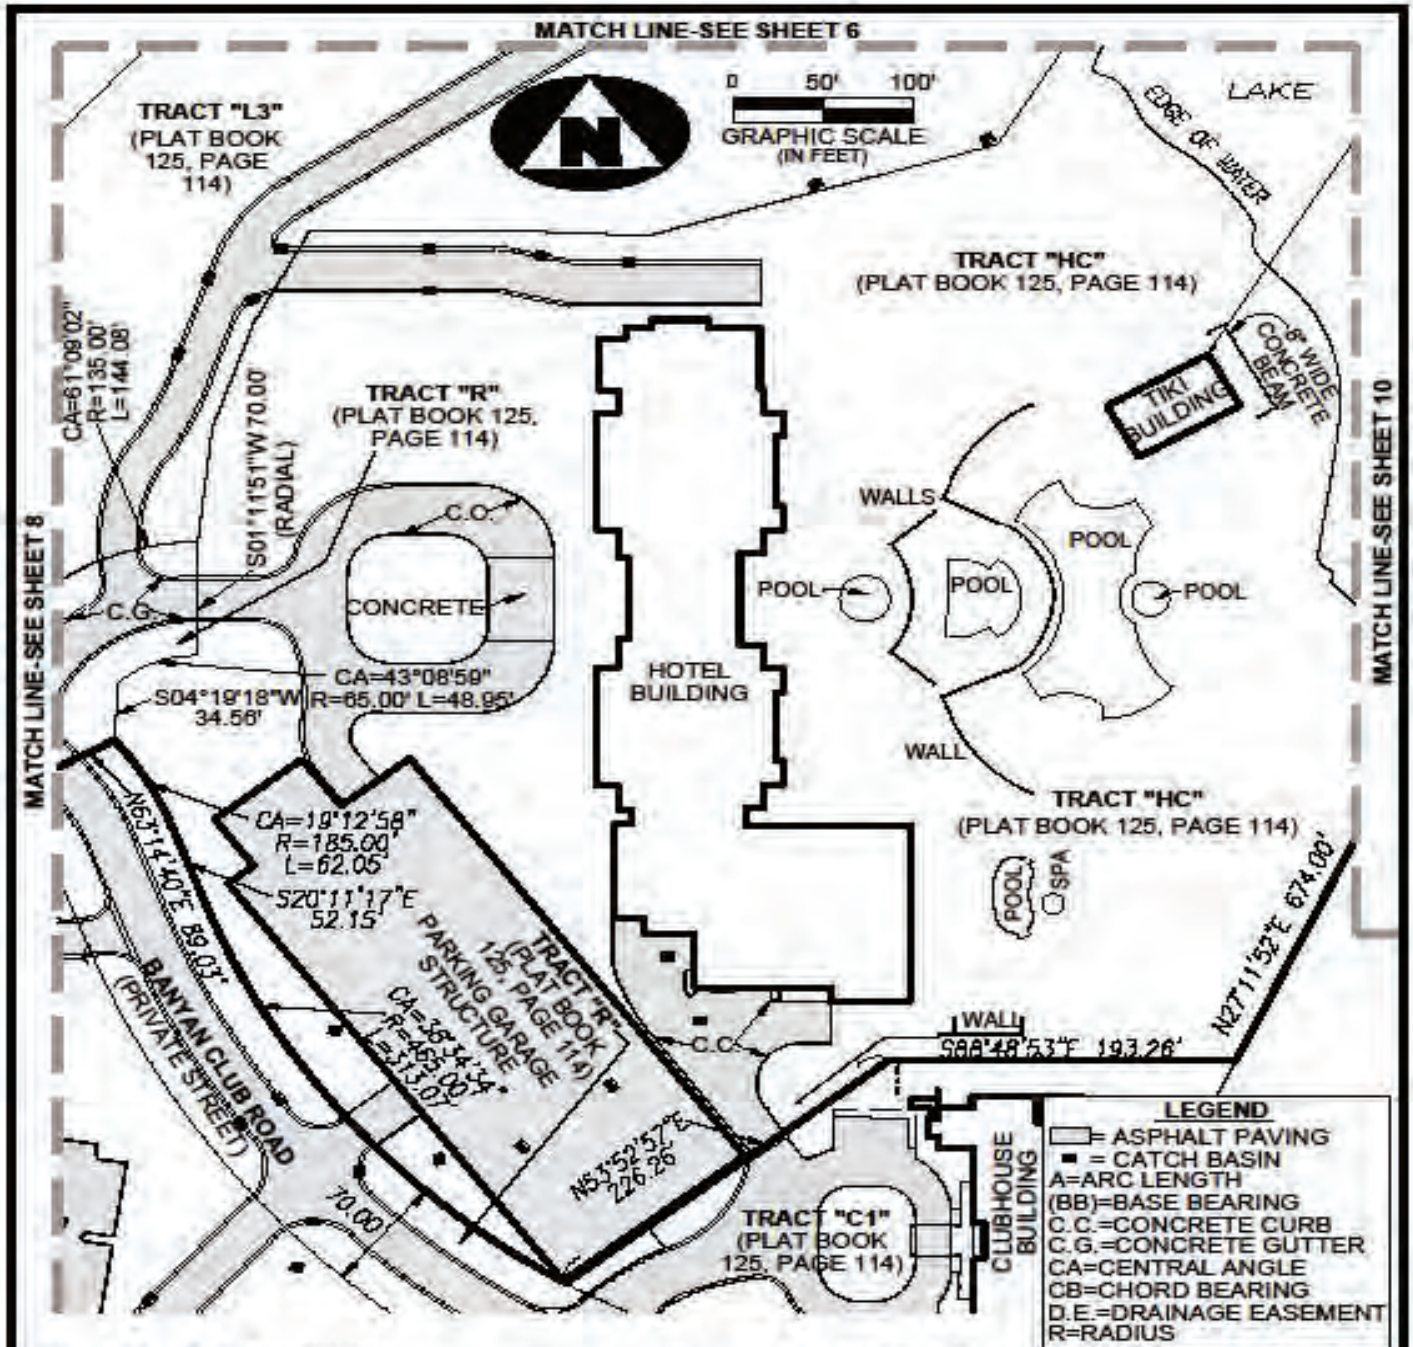 MATCH LINE-SEE SHEET 6
TRACT "L3"
(PLAT BOOK
125, PAGE
114)
N
0 50' 100'
GRAPHIC SCALE
(IN FEET)
LAKE
EDGE OF WATER
TRACT "HC"
(PLAT BOOK 125, PAGE 114)
CA=61°09'02"
R=135.00'
L=144.08'
S01°11'51"W 70.00'
(RADIAL)
TRACT "R"
(PLAT BOOK 125,
PAGE 114)
6" WIDE
CONCRETE
BEAM
TIKI
BUILDING
MATCH LINE-SEE SHEET 10
MATCH LINE-SEE SHEET 8
C.O.
WALLS
POOL
POOL
POOL
POOL
C.G.
CONCRETE
HOTEL
BUILDING
CA=43°08'59"
R=65.00' L=48.95'
S04°19'18"W
34.56'
WALL
TRACT "HC"
(PLAT BOOK 125, PAGE 114)
CA=19°12'58"
R=185.00'
L=62.05'
N63°14'40"E 89.03'
S20°11'17"E
52.15'
POOL
SPA
N27°11'52"E 674.00'
TRACT "R"
(PLAT BOOK
125, PAGE 114)
PARKING GARAGE
STRUCTURE
BANYAN CLUB ROAD
(PRIVATE STREET)
CA=38°34'34"
R=465.00'
L=313.07'
C.C.
WALL
S88°48'53"E 193.26'
N53°52'52"E
226.26'
70.00'
TRACT "C1"
(PLAT BOOK
125, PAGE 114)
CLUBHOUSE
BUILDING
LEGEND
= ASPHALT PAVING
= CATCH BASIN
A=ARC LENGTH
(BB)=BASE BEARING
C.C.=CONCRETE CURB
C.G.=CONCRETE GUTTER
CA=CENTRAL ANGLE
CB=CHORD BEARING
D.E.=DRAINAGE EASEMENT
R=RADIUS